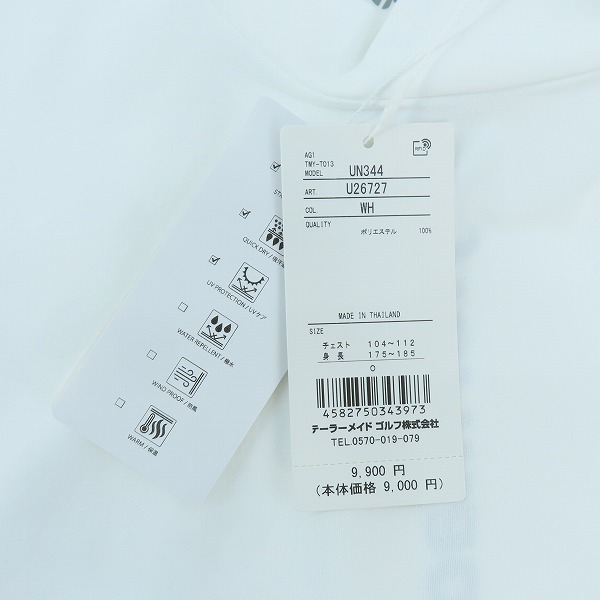 QUICK DRY /
UV PROTECTION / UVケア
WATER REPELLENT / 撥水
WIND PROOF / 防風
WARM / 保温
AGI
TMY-T013
MODEL UN344
ART. U26727
COL. WH
QUALITY
ポリエステル 100%
MADE IN THAILAND
SIZE
チェスト 104~112
身長 175~185
O
4582750343973
テーラーメイド ゴルフ株式会社
TEL.0570-019-079
9,900 円
(本体価格 9,000 円)